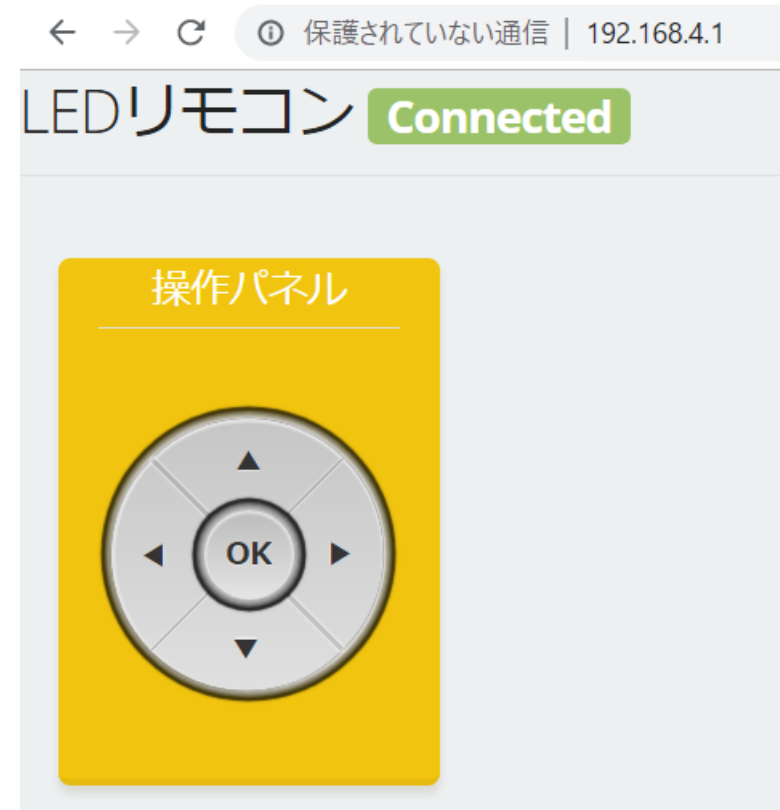 保護されていない通信 | 192.168.4.1
LEDリモコン Connected
操作パネル
▲
◀ OK ▶
▼